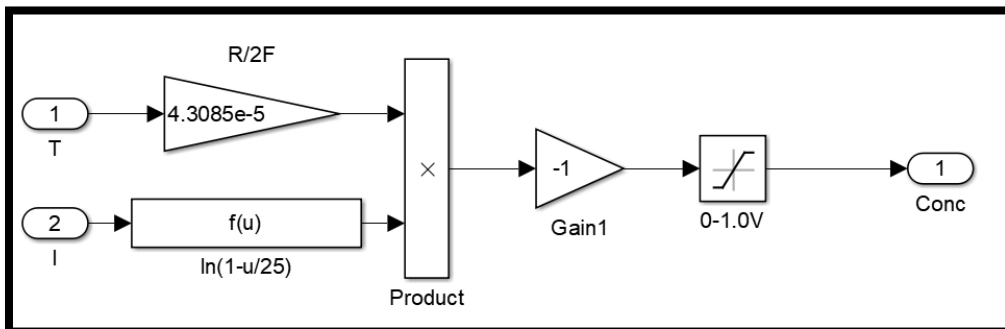 R/2F
1
4.3085e-5
T
×
-1
1
Conc
Gain1
0-1.0V
2
f(u)
I
ln(1-u/25)
Product